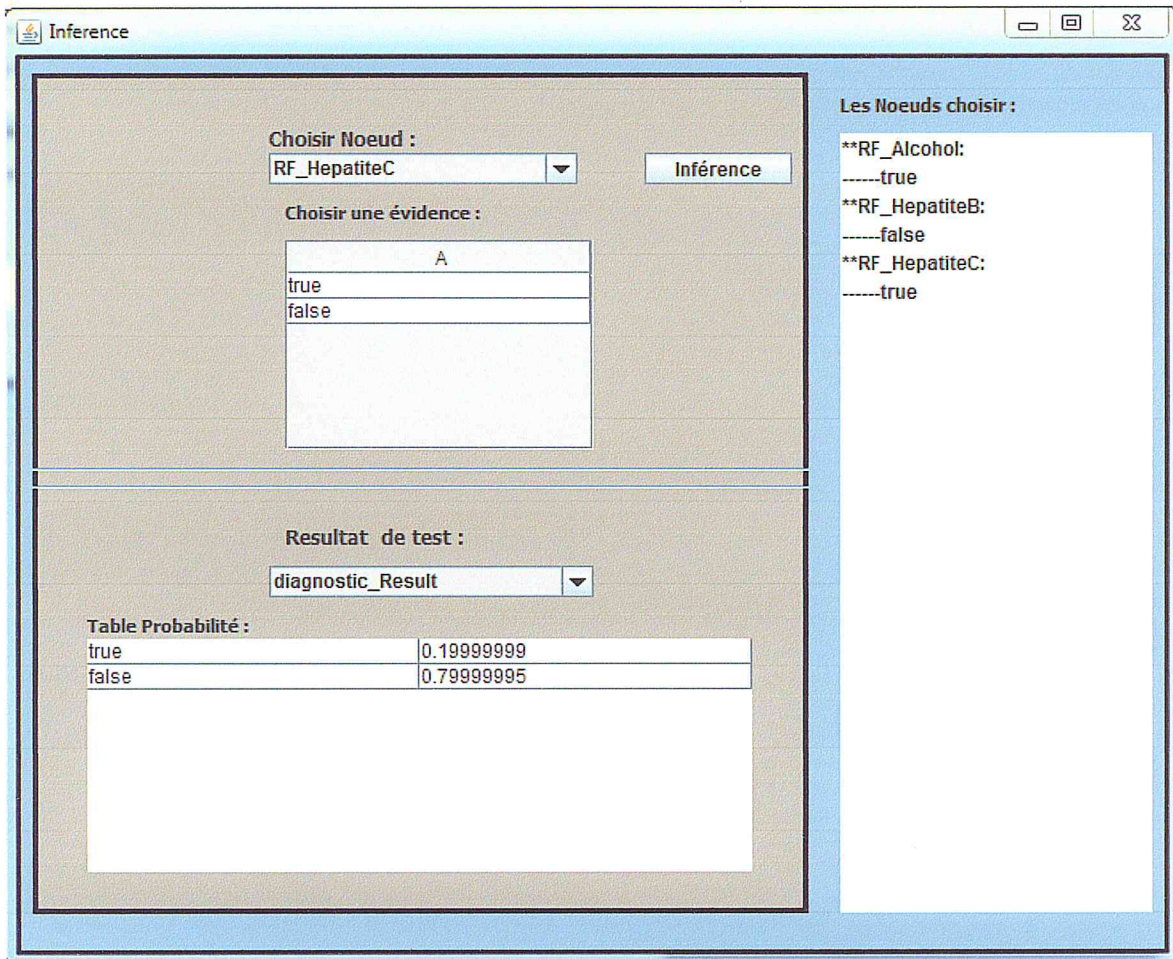 Inference
Choisir Noeud :
RF_HepatiteC
Inférence
Choisir une évidence :
A
true
false
Resultat de test :
diagnostic_Result
Table Probabilité :
true 0.19999999
false 0.79999995
Les Noeuds choisir :
**RF_Alcohol:
------true
**RF_HepatiteB:
------false
**RF_HepatiteC:
------true